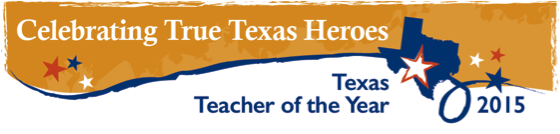 Celebrating True Texas Heroes
Texas
Teacher of the Year
2015